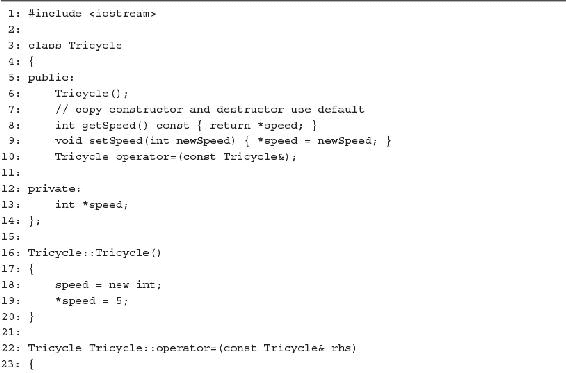 1: #include <iostream>
2:
3: class Tricycle
4: {
5: public:
6:     Tricycle();
7:     // copy constructor and destructor use default
8:     int getSpeed() const { return *speed; }
9:     void setSpeed(int newSpeed) { *speed = newSpeed; }
10:     Tricycle operator=(const Tricycle&);
11:
12: private:
13:     int *speed;
14: };
15:
16: Tricycle::Tricycle()
17: {
18:     speed = new int;
19:     *speed = 5;
20: }
21:
22: Tricycle Tricycle::operator=(const Tricycle& rhs)
23: {